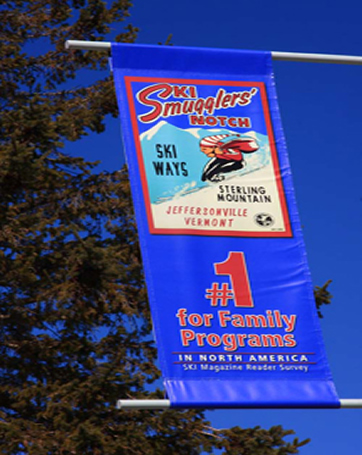 SKI
Smugglers'
NOTCH
SKI
WAYS
STERLING
MOUNTAIN
JEFFERSONVILLE
VERMONT
#1
for Family
Programs
IN NORTH AMERICA
SKI Magazine Reader Survey